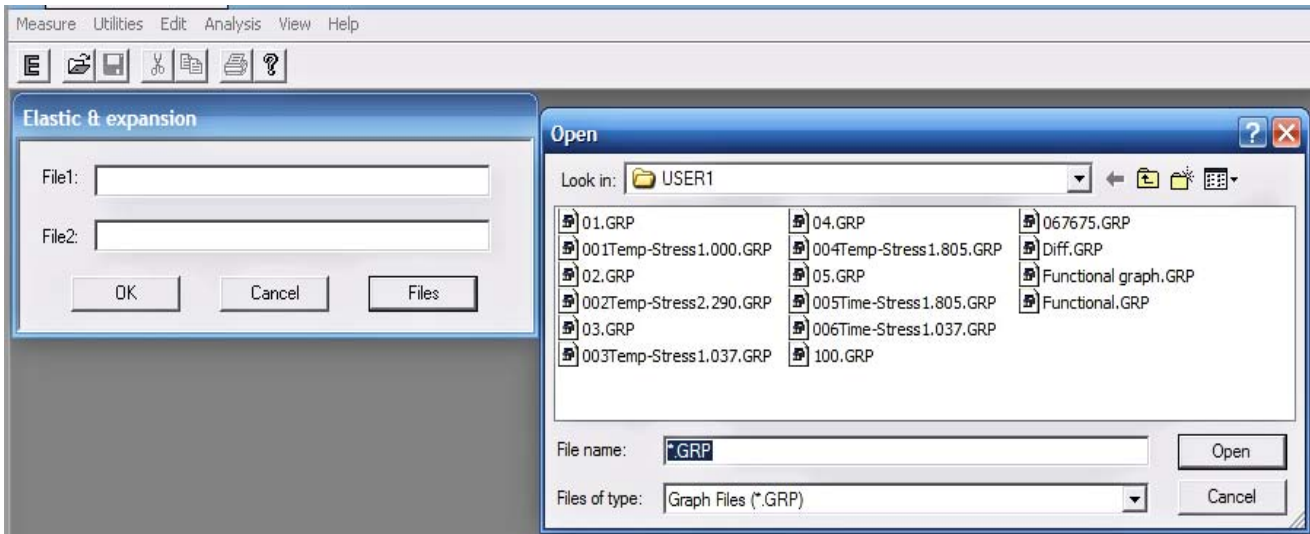 Measure Utilities Edit Analysis View Help
E
Elastic & expansion
File1:
File2:
OK Cancel Files
Open
Look in: USER1
01.GRP
001Temp-Stress1.000.GRP
02.GRP
002Temp-Stress2.290.GRP
03.GRP
003Temp-Stress1.037.GRP
04.GRP
004Temp-Stress1.805.GRP
05.GRP
005Time-Stress1.805.GRP
006Time-Stress1.037.GRP
100.GRP
067675.GRP
Diff.GRP
Functional graph.GRP
Functional.GRP
File name: *.GRP Open
Files of type: Graph Files (*.GRP) Cancel